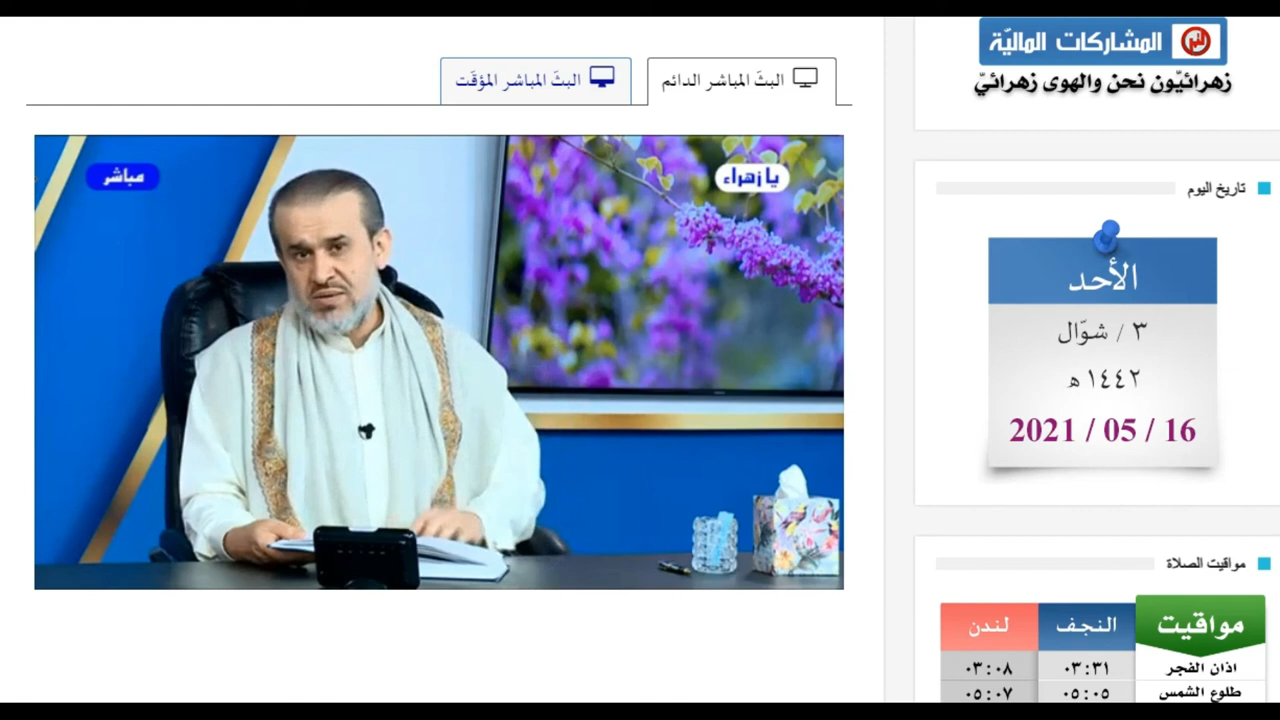 المشاركات الماليّة
زهرائيّون نحن والهوى زهرائيّ
البثّ المباشر الدائم
البثّ المباشر المؤقّت
يا زهراء
مباشر
تاريخ اليوم
الأحد
٣ / شوّال
١٤٤٢ ه
2021 / 05 / 16
مواقيت الصلاة
مواقيت النجف لندن
اذان الفجر ٠٣:٣١ ٠٣:٠٨
طلوع الشمس ٠٥:٠٥ ٠٥:٠٧